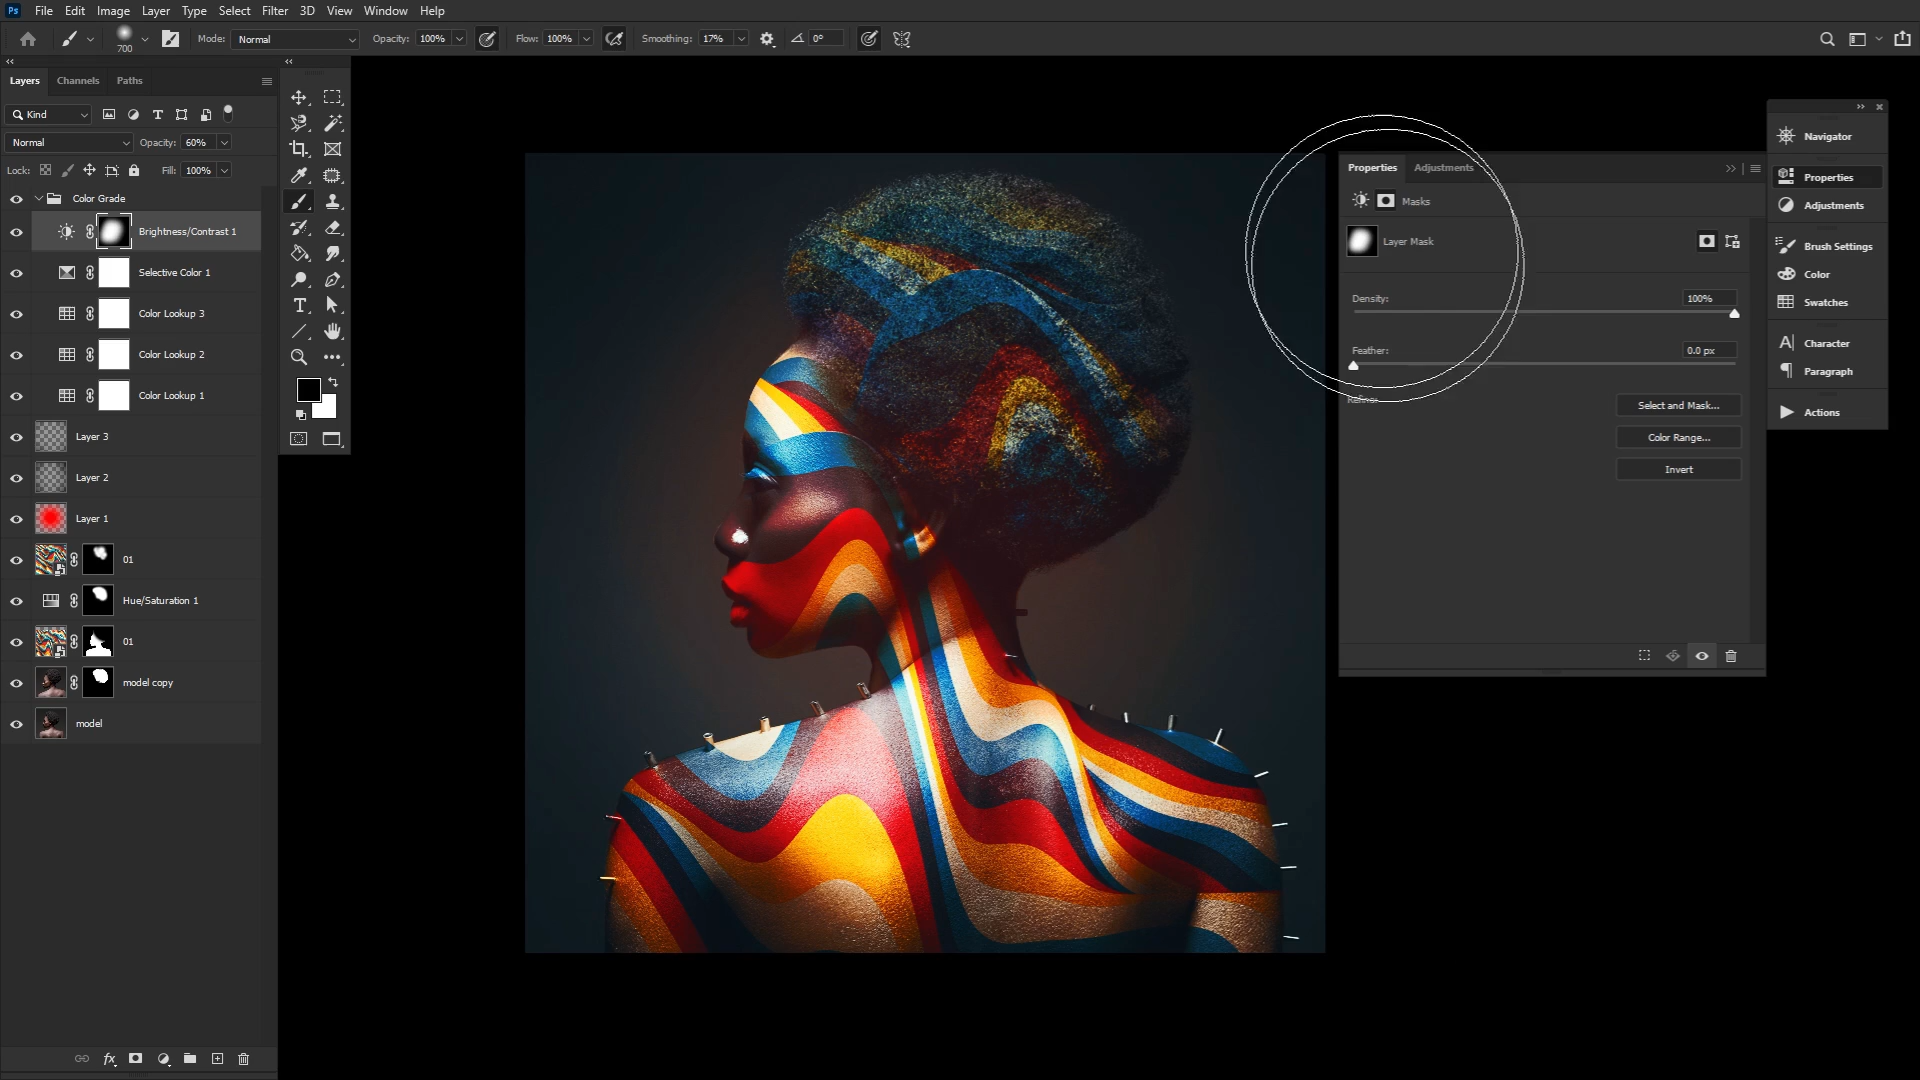 Ps File Edit Image Layer Type Select Filter 3D View Window Help
700 Mode: Normal Opacity: 100% Flow: 100% Smoothing: 17% 0°
Layers Channels Paths
Kind
Normal Opacity: 60%
Lock: Fill: 100%
Color Grade
Brightness/Contrast 1
Selective Color 1
Color Lookup 3
Color Lookup 2
Color Lookup 1
Layer 3
Layer 2
Layer 1
01
Hue/Saturation 1
01
model copy
model
fx
Properties Adjustments
Masks
Layer Mask
Density: 100%
Feather: 0.0 px
Refine:
Select and Mask...
Color Range...
Invert
Navigator
Properties
Adjustments
Brush Settings
Color
Swatches
Character
Paragraph
Actions